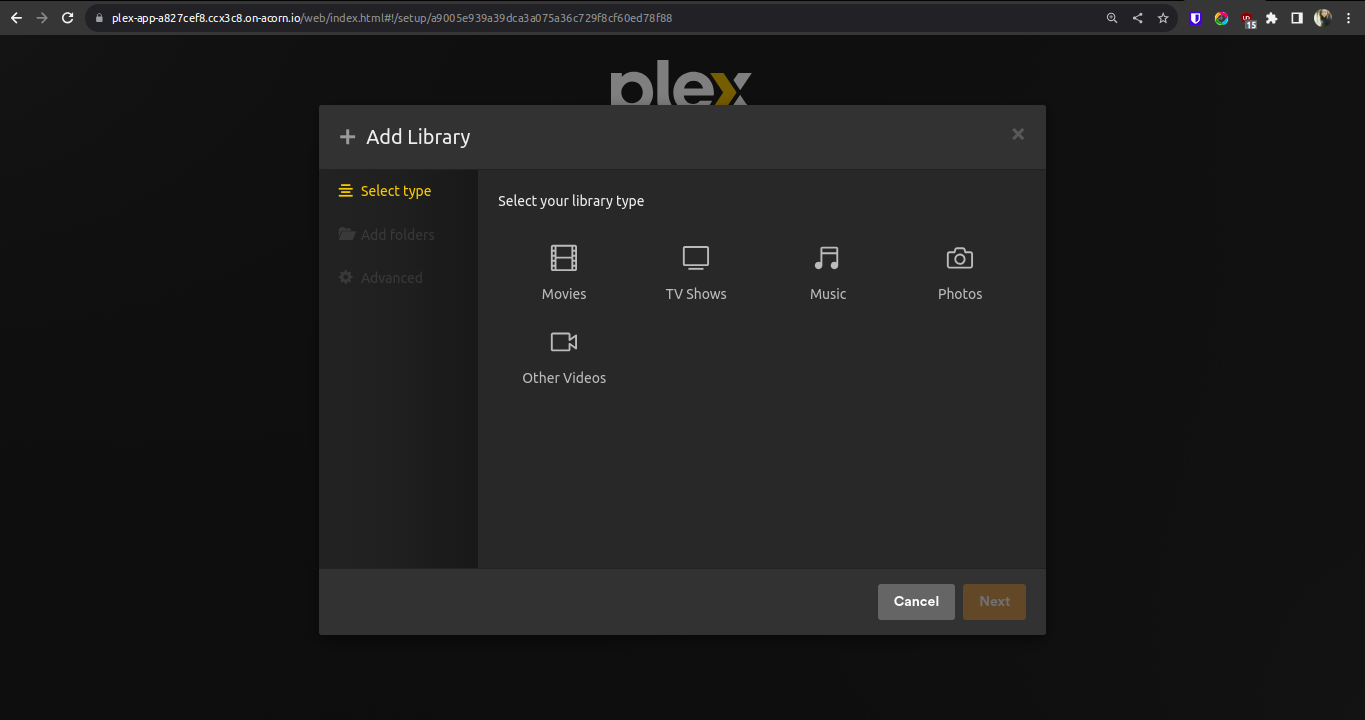 plex-app-a827cef8.ccx3c8.on-acorn.io/web/index.html#!/setup/a9005e939a39dca3a075a36c729f8cf60ed78f88
15
plex
Add Library
Select type
Add folders
Advanced
Select your library type
Movies
TV Shows
Music
Photos
Other Videos
Cancel
Next